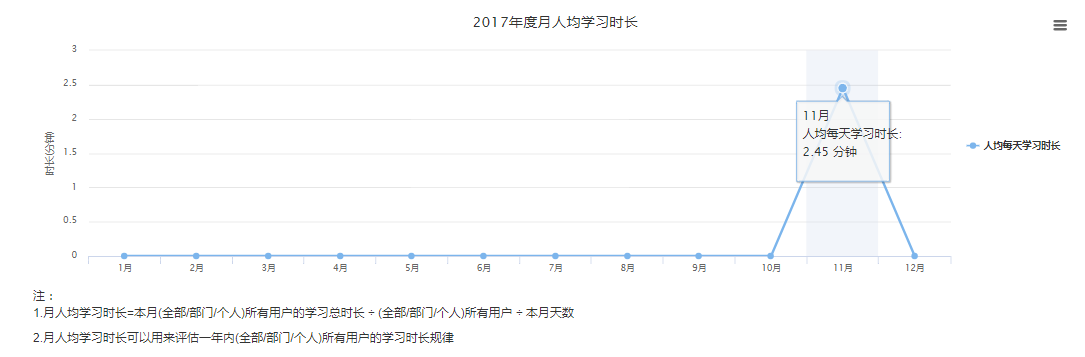 2017年度月人均学习时长
3
2.5
2
1.5
1
0.5
0
时长(分钟)
11月
人均每天学习时长:
2.45 分钟
人均每天学习时长
1月
2月
3月
4月
5月
6月
7月
8月
9月
10月
11月
12月
注：
1.月人均学习时长=本月(全部/部门/个人)所有用户的学习总时长 ÷ (全部/部门/个人)所有用户 ÷ 本月天数
2.月人均学习时长可以用来评估一年内(全部/部门/个人)所有用户的学习时长规律